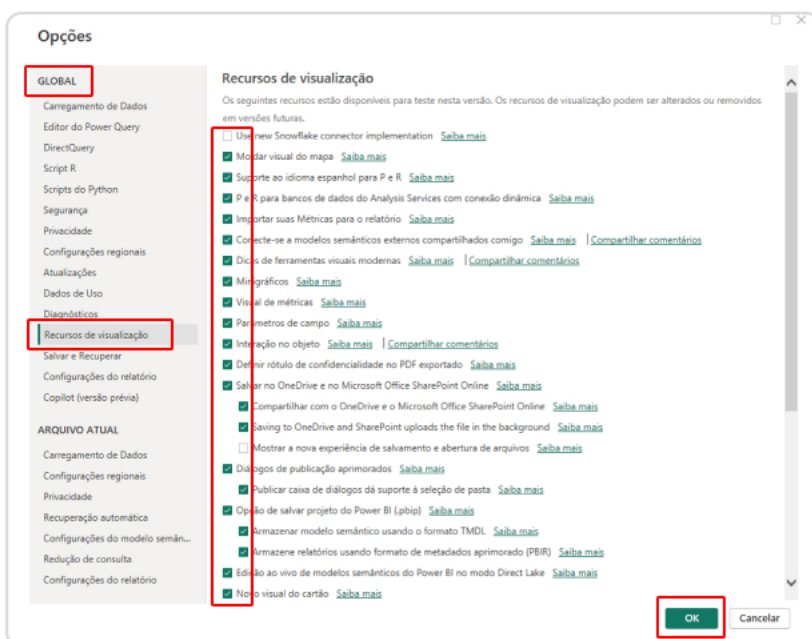 Opções
GLOBAL
Carregamento de Dados
Editor do Power Query
DirectQuery
Script R
Scripts do Python
Segurança
Privacidade
Configurações regionais
Atualizações
Dados de Uso
Diagnósticos
Recursos de visualização
Salvar e Recuperar
Configurações do relatório
Copilot (versão prévia)
ARQUIVO ATUAL
Carregamento de Dados
Configurações regionais
Privacidade
Recuperação automática
Configurações do modelo semân...
Redução de consulta
Configurações do relatório
Recursos de visualização
Os seguintes recursos estão disponíveis para teste nesta versão. Os recursos de visualização podem ser alterados ou removidos
em versões futuras.
Use new Snowflake connector implementation Saiba mais
Moldar visual do mapa Saiba mais
Suporte ao idioma espanhol para P e R Saiba mais
P e R para bancos de dados do Analysis Services com conexão dinâmica Saiba mais
Importar suas Métricas para o relatório Saiba mais
Conecte-se a modelos semânticos externos compartilhados comigo Saiba mais | Compartilhar comentários
Dicas de ferramentas visuais modernas Saiba mais | Compartilhar comentários
Minigráficos Saiba mais
Visual de métricas Saiba mais
Parâmetros de campo Saiba mais
Interação no objeto Saiba mais | Compartilhar comentários
Definir rótulo de confidencialidade no PDF exportado Saiba mais
Salvar no OneDrive e no Microsoft Office SharePoint Online Saiba mais
Compartilhar com o OneDrive e o Microsoft Office SharePoint Online Saiba mais
Saving to OneDrive and SharePoint uploads the file in the background Saiba mais
Mostrar a nova experiência de salvamento e abertura de arquivos Saiba mais
Diálogos de publicação aprimorados Saiba mais
Publicar caixa de diálogos dá suporte à seleção de pasta Saiba mais
Opção de salvar projeto do Power BI (.pbip) Saiba mais
Armazenar modelo semântico usando o formato TMDL Saiba mais
Armazene relatórios usando formato de metadados aprimorado (PBIR) Saiba mais
Edição ao vivo de modelos semânticos do Power BI no modo Direct Lake Saiba mais
Novo visual do cartão Saiba mais
OK
Cancelar